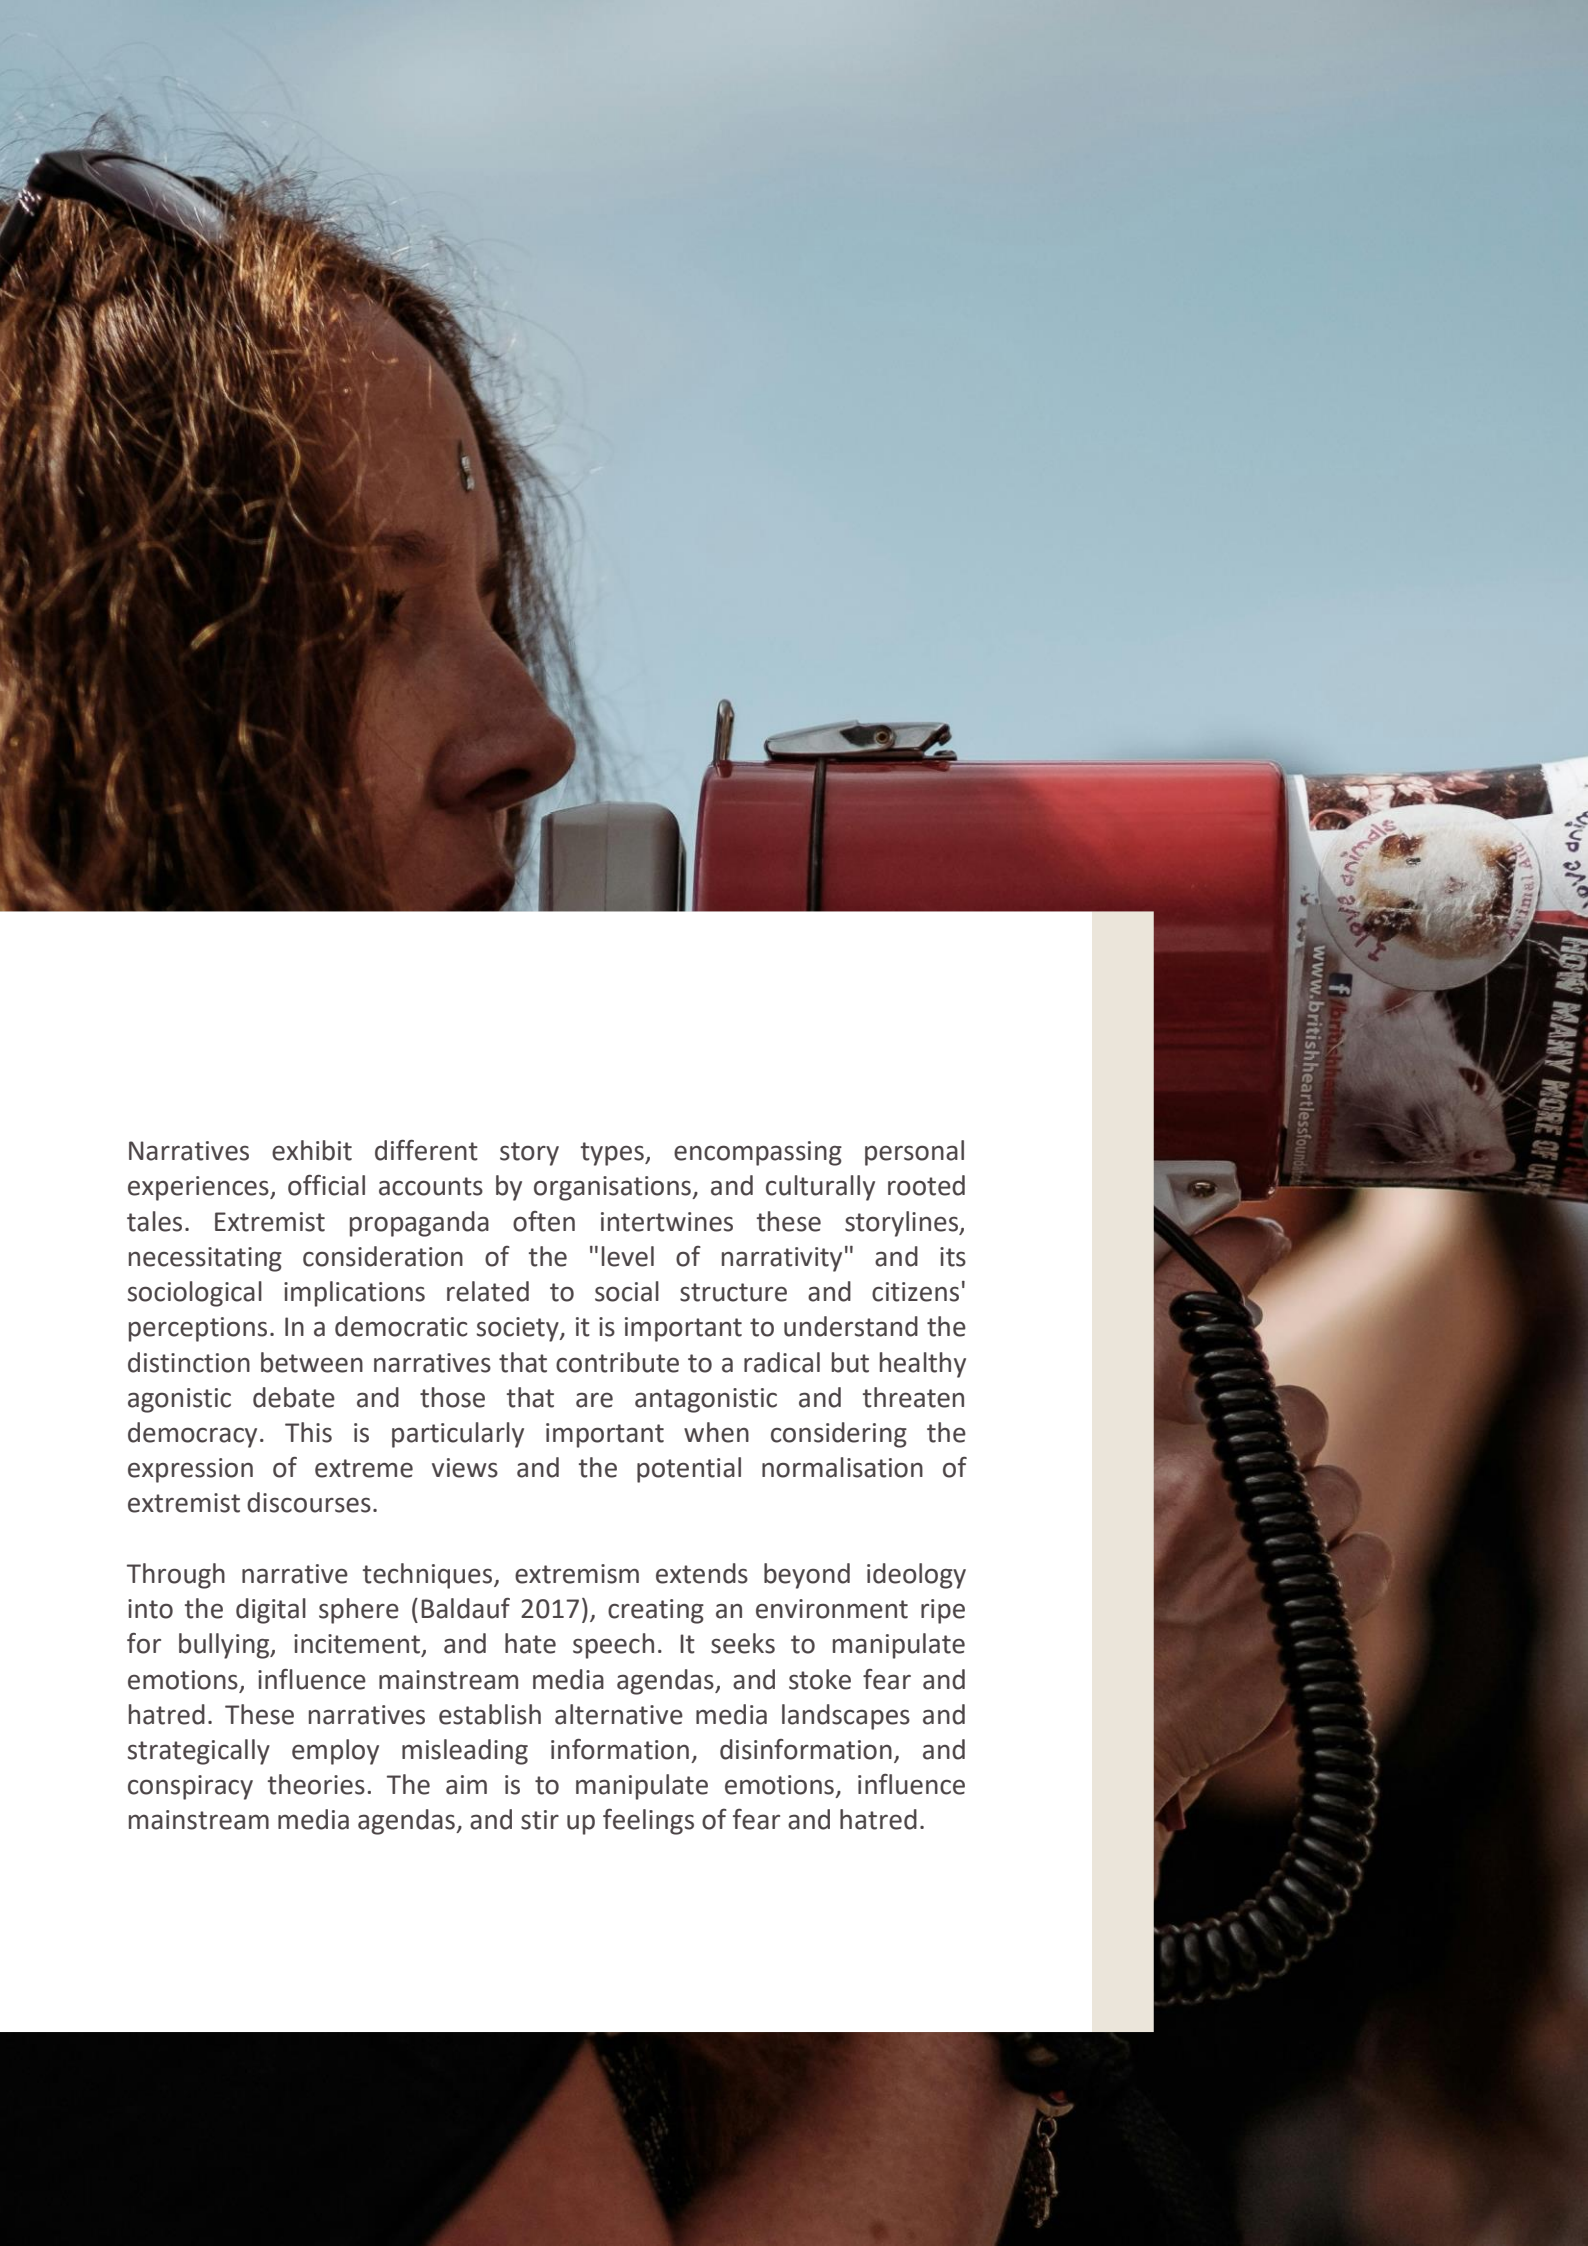 I love animals
Animal Aid
www.britishheartlessfound
HOW MANY MORE OF US
Narratives exhibit different story types, encompassing personal
experiences, official accounts by organisations, and culturally rooted
tales. Extremist propaganda often intertwines these storylines,
necessitating consideration of the "level of narrativity" and its
sociological implications related to social structure and citizens'
perceptions. In a democratic society, it is important to understand the
distinction between narratives that contribute to a radical but healthy
agonistic debate and those that are antagonistic and threaten
democracy. This is particularly important when considering the
expression of extreme views and the potential normalisation of
extremist discourses.
Through narrative techniques, extremism extends beyond ideology
into the digital sphere (Baldauf 2017), creating an environment ripe
for bullying, incitement, and hate speech. It seeks to manipulate
emotions, influence mainstream media agendas, and stoke fear and
hatred. These narratives establish alternative media landscapes and
strategically employ misleading information, disinformation, and
conspiracy theories. The aim is to manipulate emotions, influence
mainstream media agendas, and stir up feelings of fear and hatred.